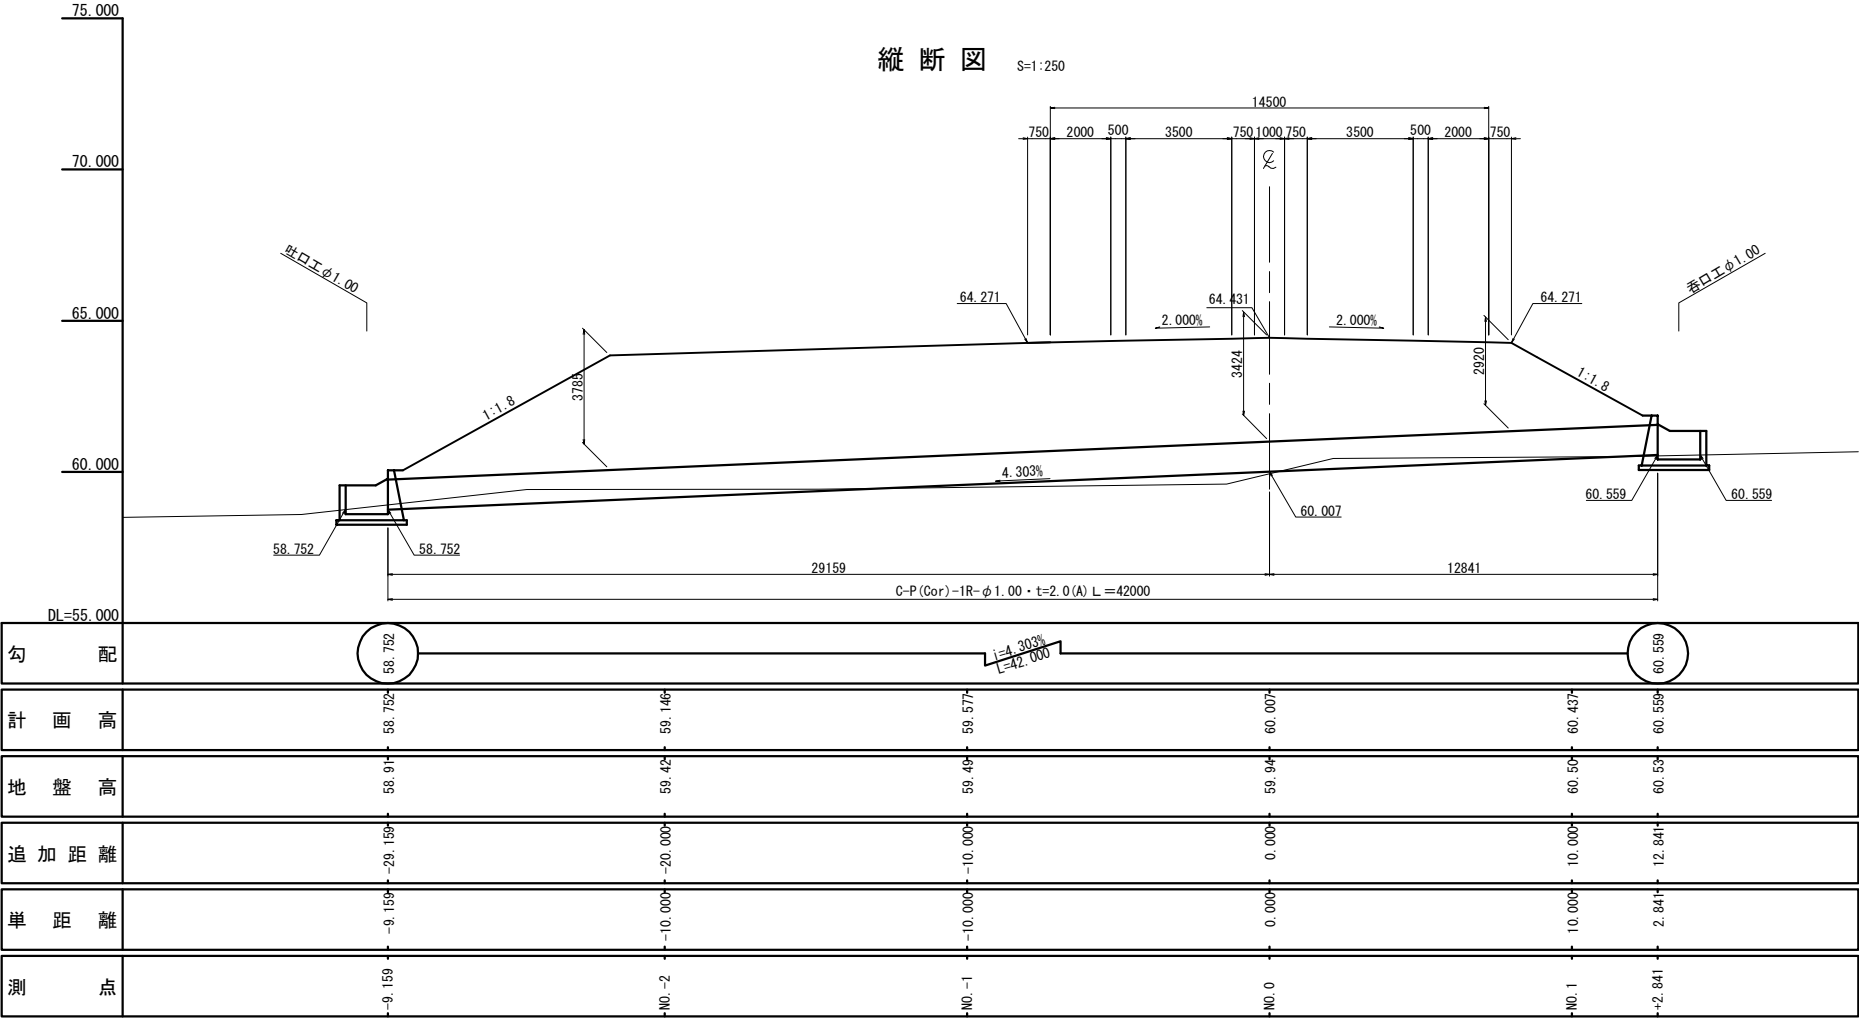 縦断図 S=1:250
75.000
70.000
65.000
60.000
DL=55.000
14500
750 2000 500 3500 750 1000 750 3500 500 2000 750
℄
吐口工φ1.00
呑口工φ1.00
64.271
64.431
64.271
2.000%
2.000%
3785
3424
2920
1:1.8
1:1.8
4.303%
60.007
58.752
58.752
60.559
60.559
29159
12841
C-P(Cor)-1R-φ1.00・t=2.0(A) L=42000
勾配 58.752 i=4.303% 60.559
L=42.000
計画高 58.752 59.146 59.577 60.007 60.437 60.559
地盤高 58.91 59.42 59.49 59.94 60.50 60.53
追加距離 -29.159 -20.000 -10.000 0.000 10.000 12.841
単距離 -9.159 -10.000 -10.000 0.000 10.000 2.841
測点 -9.159 NO.-2 NO.-1 NO.0 NO.1 +2.841